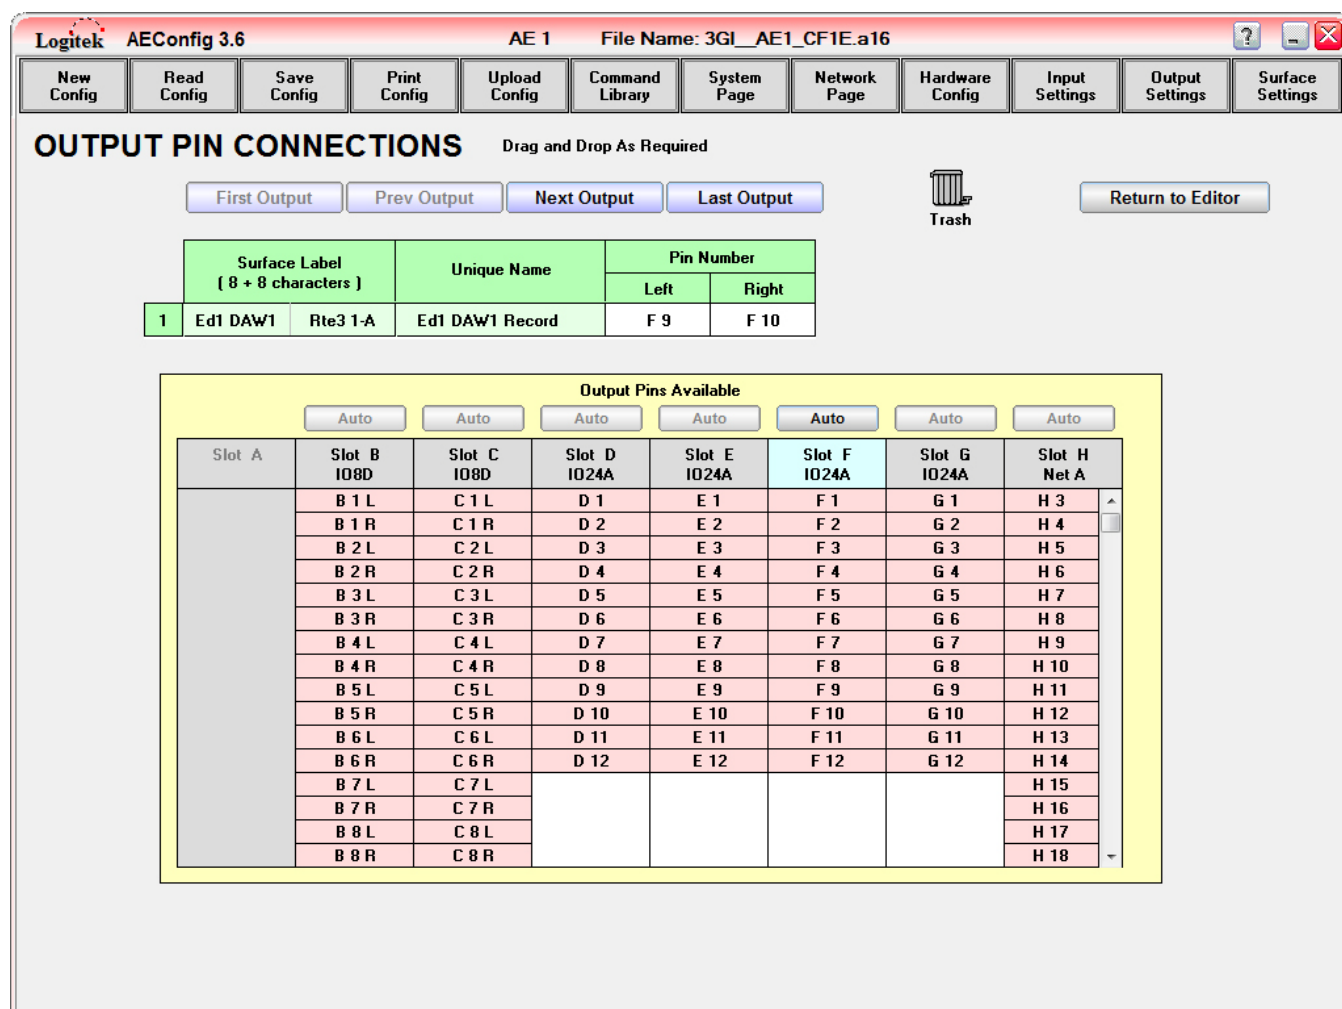 Logitek AEConfig 3.6 AE 1 File Name: 3GI__AE1_CF1E.a16 ?
New Config Read Config Save Config Print Config Upload Config Command Library System Page Network Page Hardware Config Input Settings Output Settings Surface Settings
OUTPUT PIN CONNECTIONS Drag and Drop As Required
First Output Prev Output Next Output Last Output Trash Return to Editor
Surface Label ( 8 + 8 characters ) Unique Name Pin Number
Left Right
1 Ed1 DAW1 Rte3 1-A Ed1 DAW1 Record F 9 F 10
Output Pins Available
Auto Auto Auto Auto Auto Auto Auto
Slot A Slot B Slot C Slot D Slot E Slot F Slot G Slot H
IO8D IO8D IO24A IO24A IO24A IO24A Net A
B 1 L C 1 L D 1 E 1 F 1 G 1 H 3
B 1 R C 1 R D 2 E 2 F 2 G 2 H 4
B 2 L C 2 L D 3 E 3 F 3 G 3 H 5
B 2 R C 2 R D 4 E 4 F 4 G 4 H 6
B 3 L C 3 L D 5 E 5 F 5 G 5 H 7
B 3 R C 3 R D 6 E 6 F 6 G 6 H 8
B 4 L C 4 L D 7 E 7 F 7 G 7 H 9
B 4 R C 4 R D 8 E 8 F 8 G 8 H 10
B 5 L C 5 L D 9 E 9 F 9 G 9 H 11
B 5 R C 5 R D 10 E 10 F 10 G 10 H 12
B 6 L C 6 L D 11 E 11 F 11 G 11 H 13
B 6 R C 6 R D 12 E 12 F 12 G 12 H 14
B 7 L C 7 L H 15
B 7 R C 7 R H 16
B 8 L C 8 L H 17
B 8 R C 8 R H 18